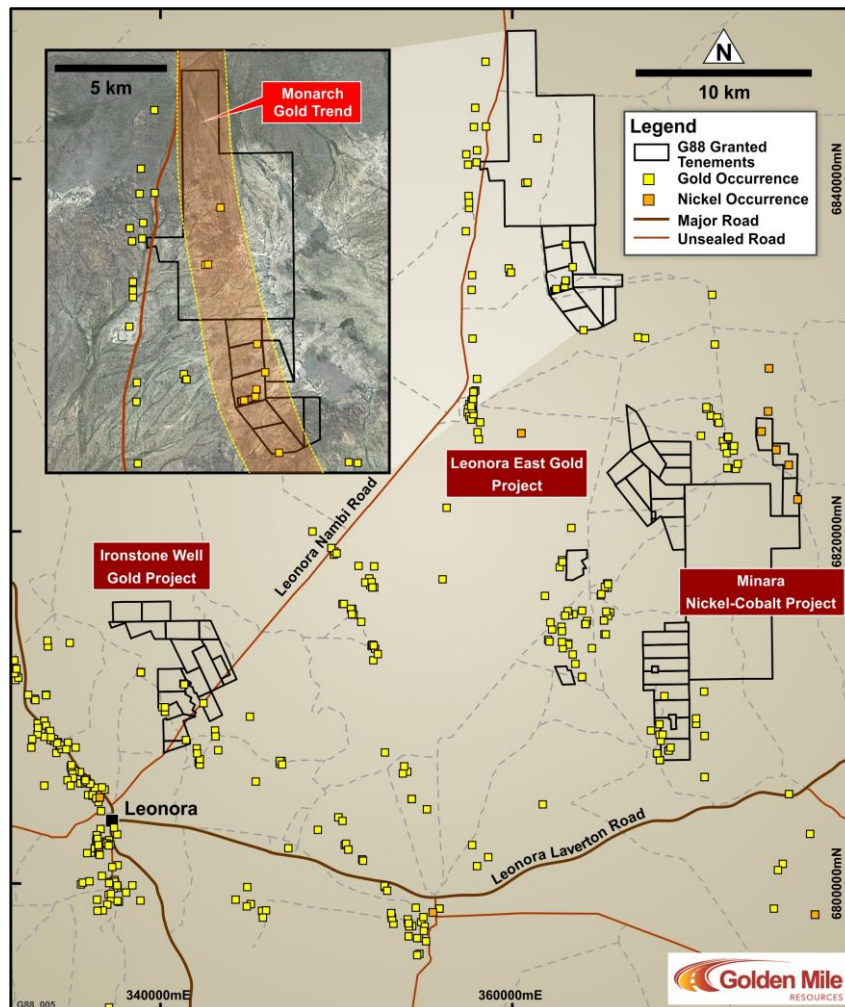 5 km
Monarch
Gold Trend
N
10 km
Legend
G88 Granted
Tenements
Gold Occurrence
Nickel Occurrence
Major Road
Unsealed Road
6840000mN
Leonora East Gold
Project
Leonora Nambi Road
6820000mN
Ironstone Well
Gold Project
Minara
Nickel-Cobalt Project
Leonora
Leonora Laverton Road
6800000mN
Golden Mile
RESOURCES
G88_005
340000mE
360000mE